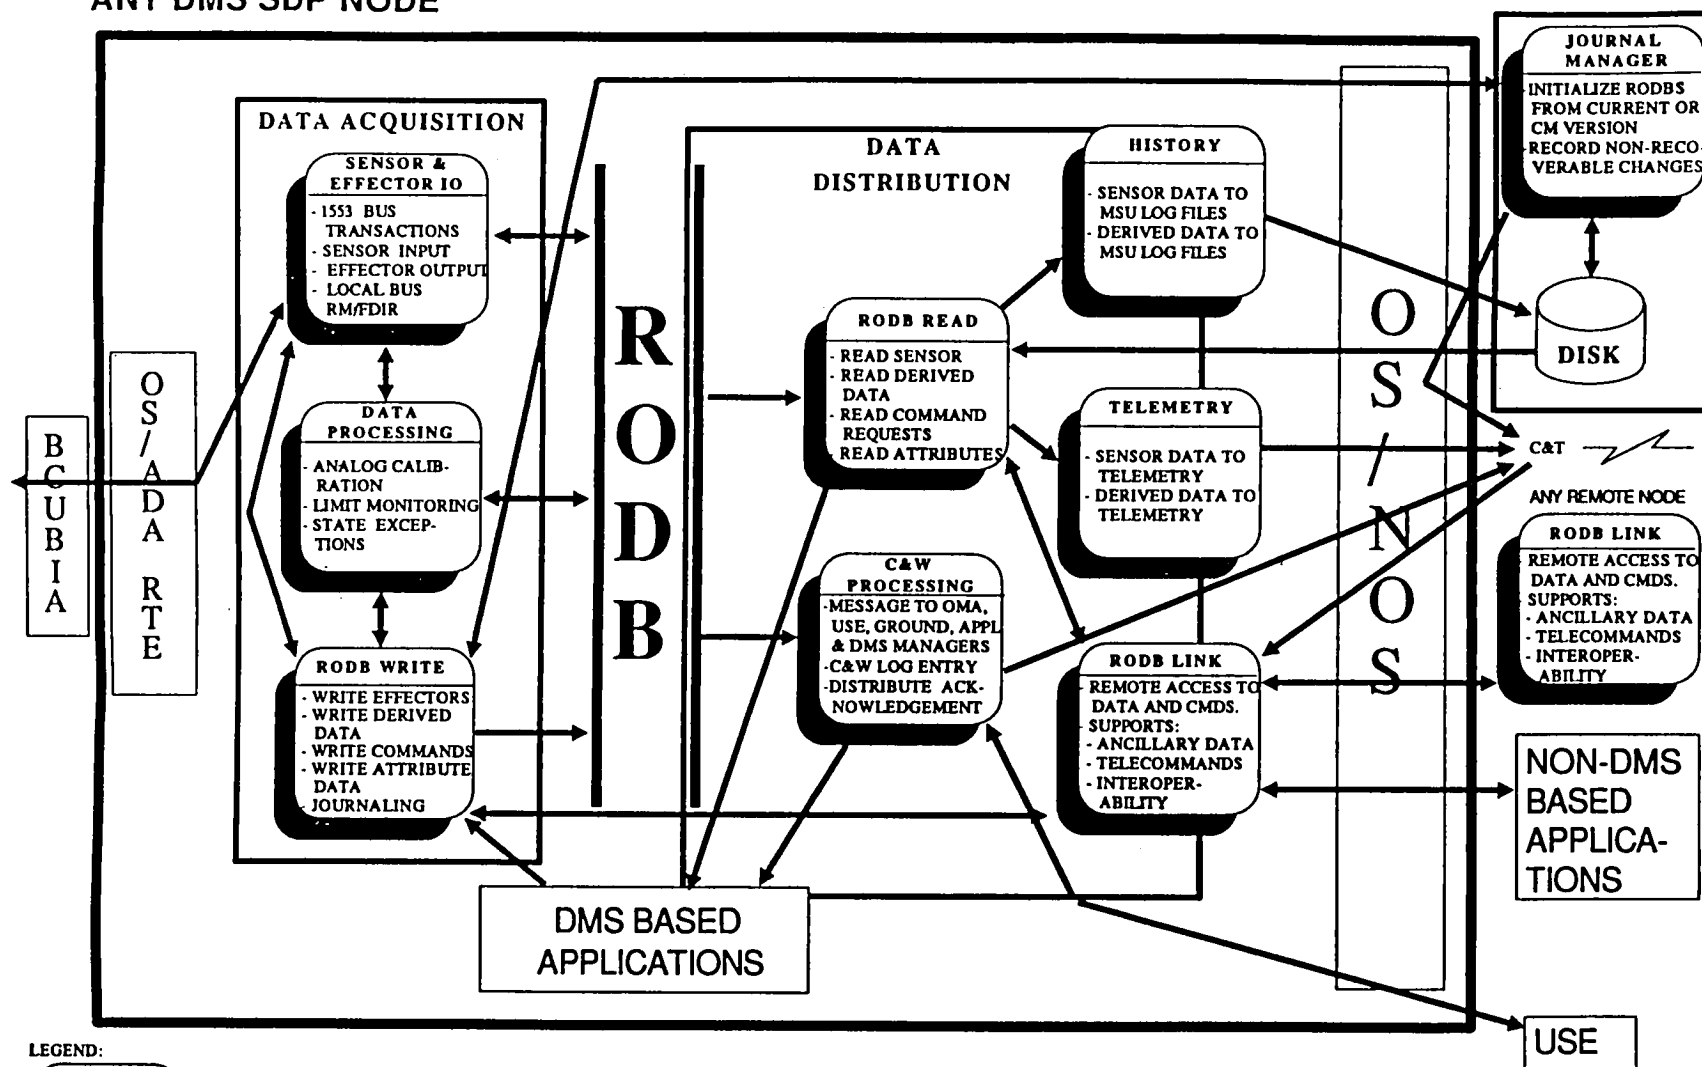 ANY DMS SDP NODE
BCUBIA
OS/ADA RTE
DATA ACQUISITION
SENSOR &
EFFECTOR IO
- 1553 BUS
TRANSACTIONS
- SENSOR INPUT
- EFFECTOR OUTPUT
- LOCAL BUS
RM/FDIR
DATA
PROCESSING
- ANALOG CALIB-
RATION
- LIMIT MONITORING
- STATE EXCEP-
TIONS
RODB WRITE
- WRITE EFFECTORS
- WRITE DERIVED
DATA
- WRITE COMMANDS
- WRITE ATTRIBUTE
DATA
- JOURNALING
RODB
DATA
DISTRIBUTION
RODB READ
- READ SENSOR
- READ DERIVED
DATA
- READ COMMAND
REQUESTS
- READ ATTRIBUTES
C&W
PROCESSING
-MESSAGE TO OMA,
USE, GROUND, APPL
& DMS MANAGERS
-C&W LOG ENTRY
-DISTRIBUTE ACK-
NOWLEDGEMENT
HISTORY
- SENSOR DATA TO
MSU LOG FILES
- DERIVED DATA TO
MSU LOG FILES
TELEMETRY
- SENSOR DATA TO
TELEMETRY
- DERIVED DATA TO
TELEMETRY
RODB LINK
- REMOTE ACCESS TO
DATA AND CMDS.
SUPPORTS:
- ANCILLARY DATA
- TELECOMMANDS
- INTEROPER-
ABILITY
DMS BASED
APPLICATIONS
OS/NOS
JOURNAL
MANAGER
- INITIALIZE RODBS
FROM CURRENT OR
CM VERSION
- RECORD NON-RECO-
VERABLE CHANGES
DISK
C&T
ANY REMOTE NODE
RODB LINK
REMOTE ACCESS TO
DATA AND CMDS.
SUPPORTS:
- ANCILLARY DATA
- TELECOMMANDS
- INTEROPER-
ABILITY
NON-DMS
BASED
APPLICA-
TIONS
USE
LEGEND: